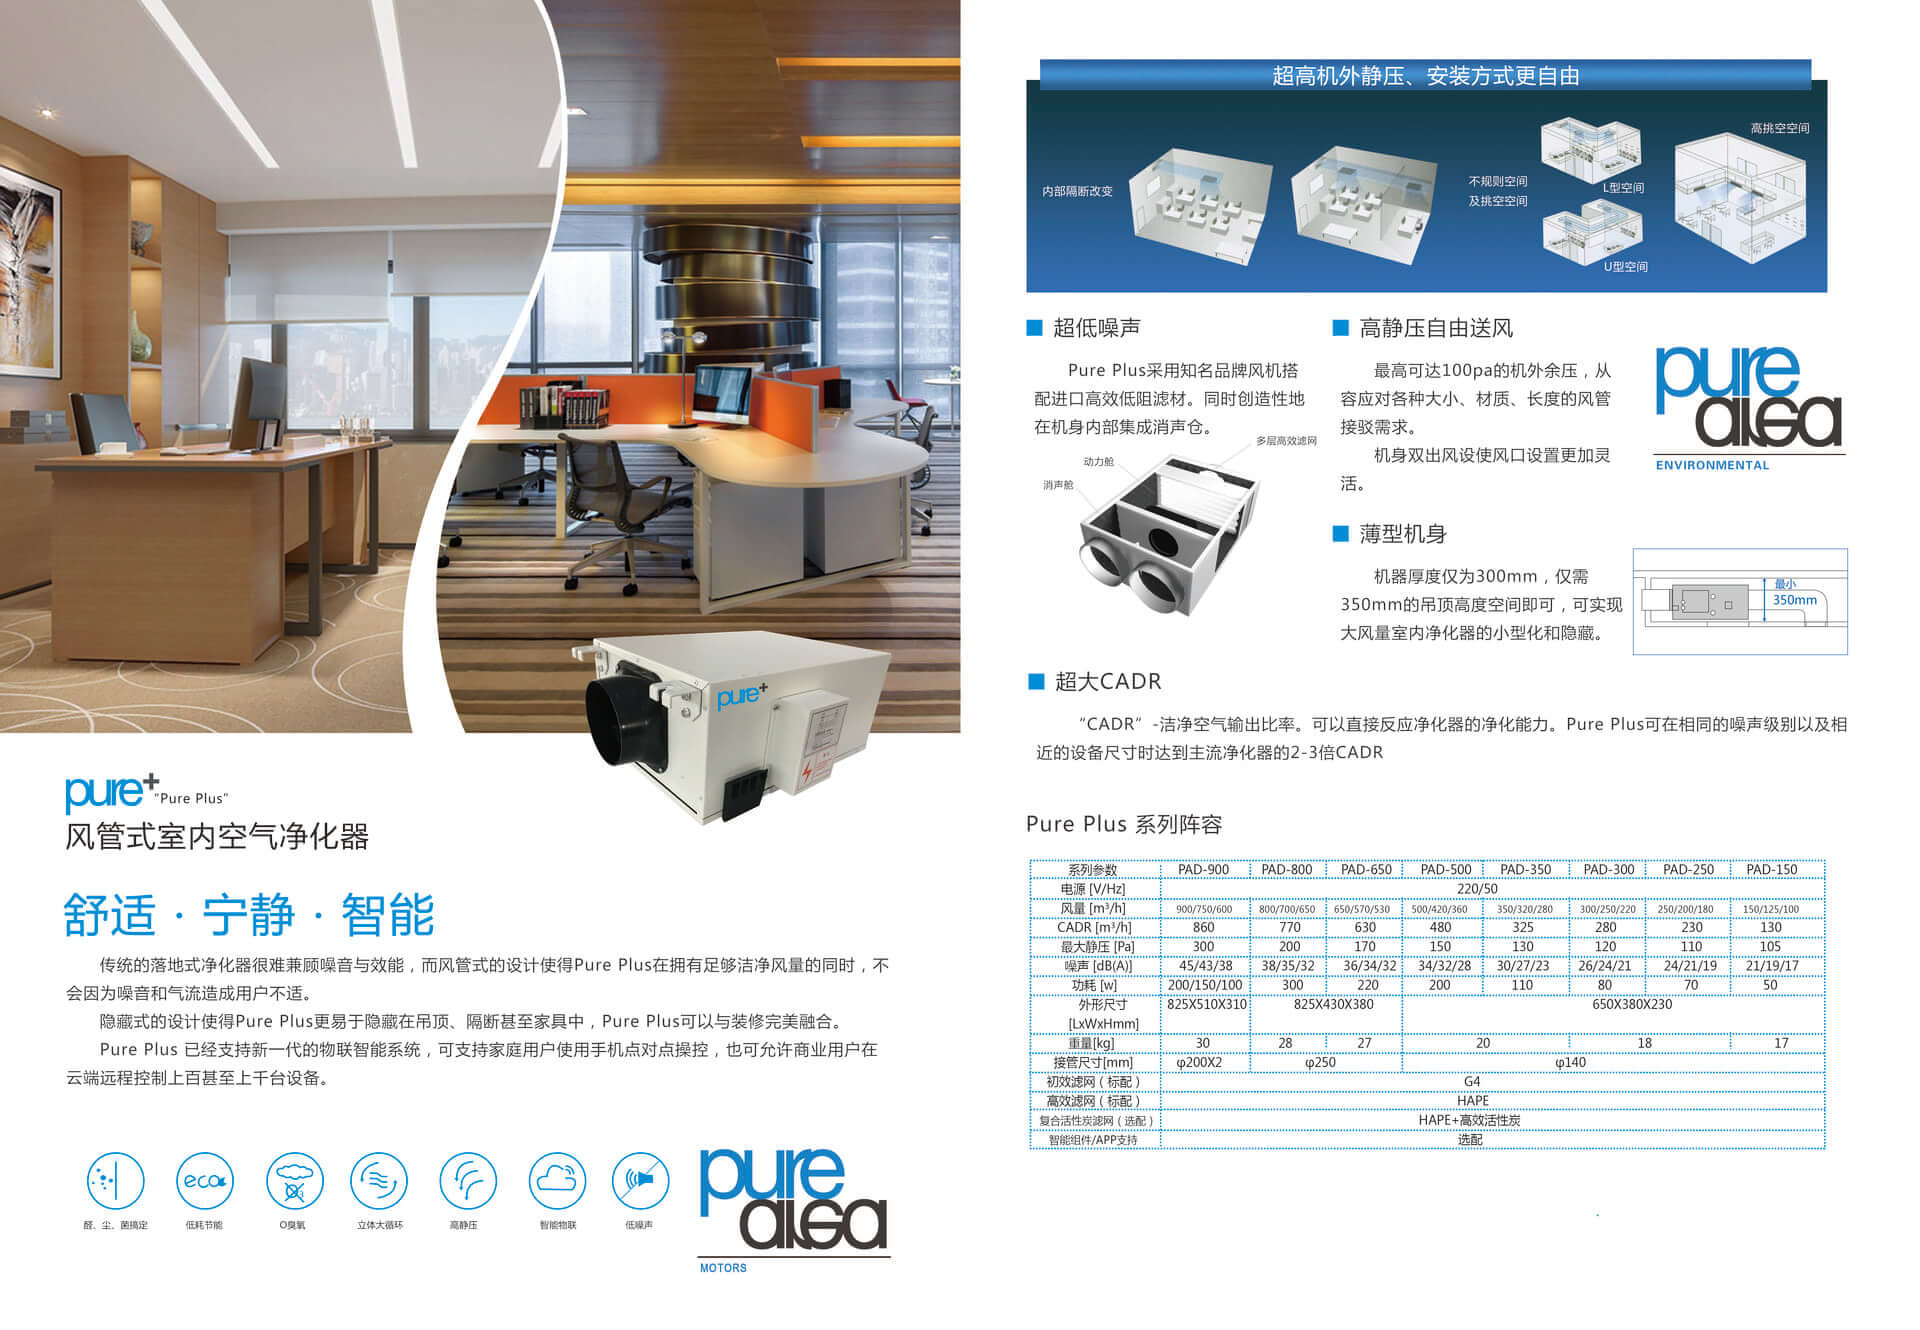 pure+
pure+ "Pure Plus"
风管式室内空气净化器
舒适 · 宁静 · 智能
传统的落地式净化器很难兼顾噪音与效能，而风管式的设计使得Pure Plus在拥有足够洁净风量的同时，不
会因为噪音和气流造成用户不适。
隐藏式的设计使得Pure Plus更易于隐藏在吊顶、隔断甚至家具中，Pure Plus可以与装修完美融合。
Pure Plus 已经支持新一代的物联智能系统，可支持家庭用户使用手机点对点操控，也可允许商业用户在
云端远程控制上百甚至上千台设备。
eco
O3
醛、尘、菌搞定 低耗节能 O臭氧 立体大循环 高静压 智能物联 低噪声
pure
alsa
MOTORS
超高机外静压、安装方式更自由
内部隔断改变
不规则空间
及挑空空间
L型空间
U型空间
高挑空空间
超低噪声
Pure Plus采用知名品牌风机搭
配进口高效低阻滤材。同时创造性地
在机身内部集成消声仓。
多层高效滤网
动力舱
消声舱
高静压自由送风
最高可达100pa的机外余压，从
容应对各种大小、材质、长度的风管
接驳需求。
机身双出风设使风口设置更加灵
活。
pure
alsa
ENVIRONMENTAL
薄型机身
机器厚度仅为300mm，仅需
350mm的吊顶高度空间即可，可实现
大风量室内净化器的小型化和隐藏。
最小
350mm
超大CADR
“CADR”-洁净空气输出比率。可以直接反应净化器的净化能力。Pure Plus可在相同的噪声级别以及相
近的设备尺寸时达到主流净化器的2-3倍CADR
Pure Plus 系列阵容
系列参数 PAD-900 PAD-800 PAD-650 PAD-500 PAD-350 PAD-300 PAD-250 PAD-150
电源 [V/Hz] 220/50
风量 [m³/h] 900/750/600 800/700/650 650/570/530 500/420/360 350/320/280 300/250/220 250/200/180 150/125/100
CADR [m³/h] 860 770 630 480 325 280 230 130
最大静压 [Pa] 300 200 170 150 130 120 110 105
噪声 [dB(A)] 45/43/38 38/35/32 36/34/32 34/32/28 30/27/23 26/24/21 24/21/19 21/19/17
功耗 [w] 200/150/100 300 220 200 110 80 70 50
外形尺寸 825X510X310 825X430X380 650X380X230
[LxWxHmm]
重量[kg] 30 28 27 20 18 17
接管尺寸[mm] φ200X2 φ250 φ140
初效滤网（标配） G4
高效滤网（标配） HAPE
复合活性炭滤网（选配） HAPE+高效活性炭
智能组件/APP支持 选配